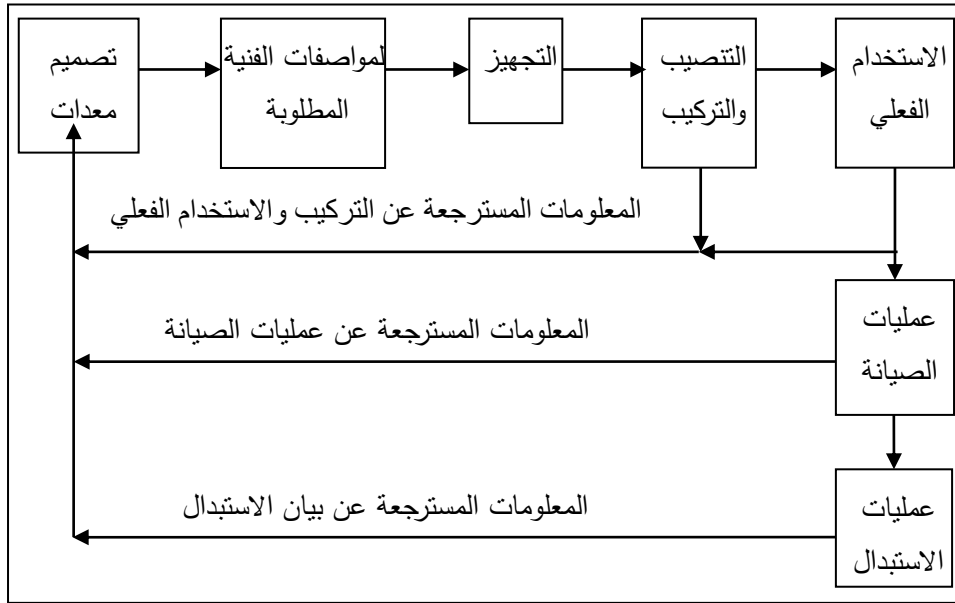 تصميم
معدات
لمواصفات الفنية
المطلوبة
التجهيز
التنصيب
والتركيب
الاستخدام
الفعلي
المعلومات المسترجعة عن التركيب والاستخدام الفعلي
عمليات
الصيانة
المعلومات المسترجعة عن عمليات الصيانة
عمليات
الاستبدال
المعلومات المسترجعة عن بيان الاستبدال